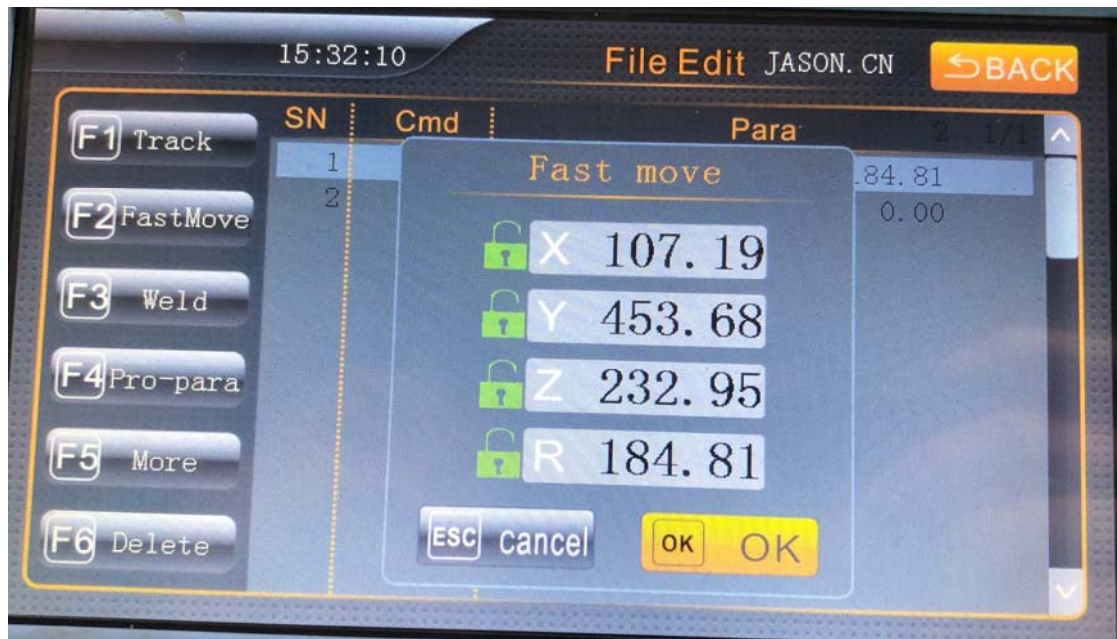 15:32:10 File Edit JASON.CN BACK
SN Cmd Para 2 1/1
F1 Track
1 .84.81
2 0.00
F2 FastMove
F3 Weld
F4 Pro-para
F5 More
F6 Delete
Fast move
X 107.19
Y 453.68
Z 232.95
R 184.81
ESC cancel OK OK